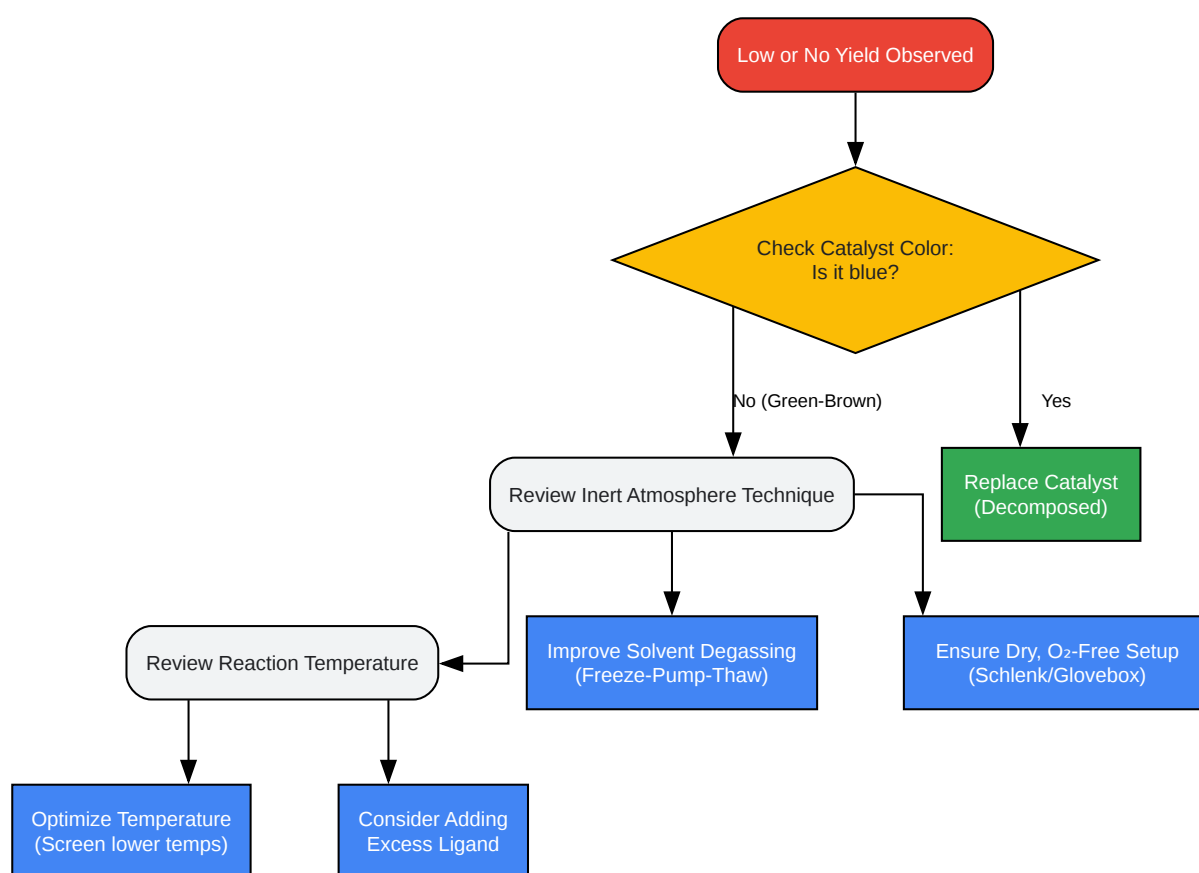 Low or No Yield Observed
Check Catalyst Color:
Is it blue?
No (Green-Brown)
Yes
Replace Catalyst
(Decomposed)
Review Inert Atmosphere Technique
Improve Solvent Degassing
(Freeze-Pump-Thaw)
Ensure Dry, O₂-Free Setup
(Schlenk/Glovebox)
Review Reaction Temperature
Optimize Temperature
(Screen lower temps)
Consider Adding
Excess Ligand